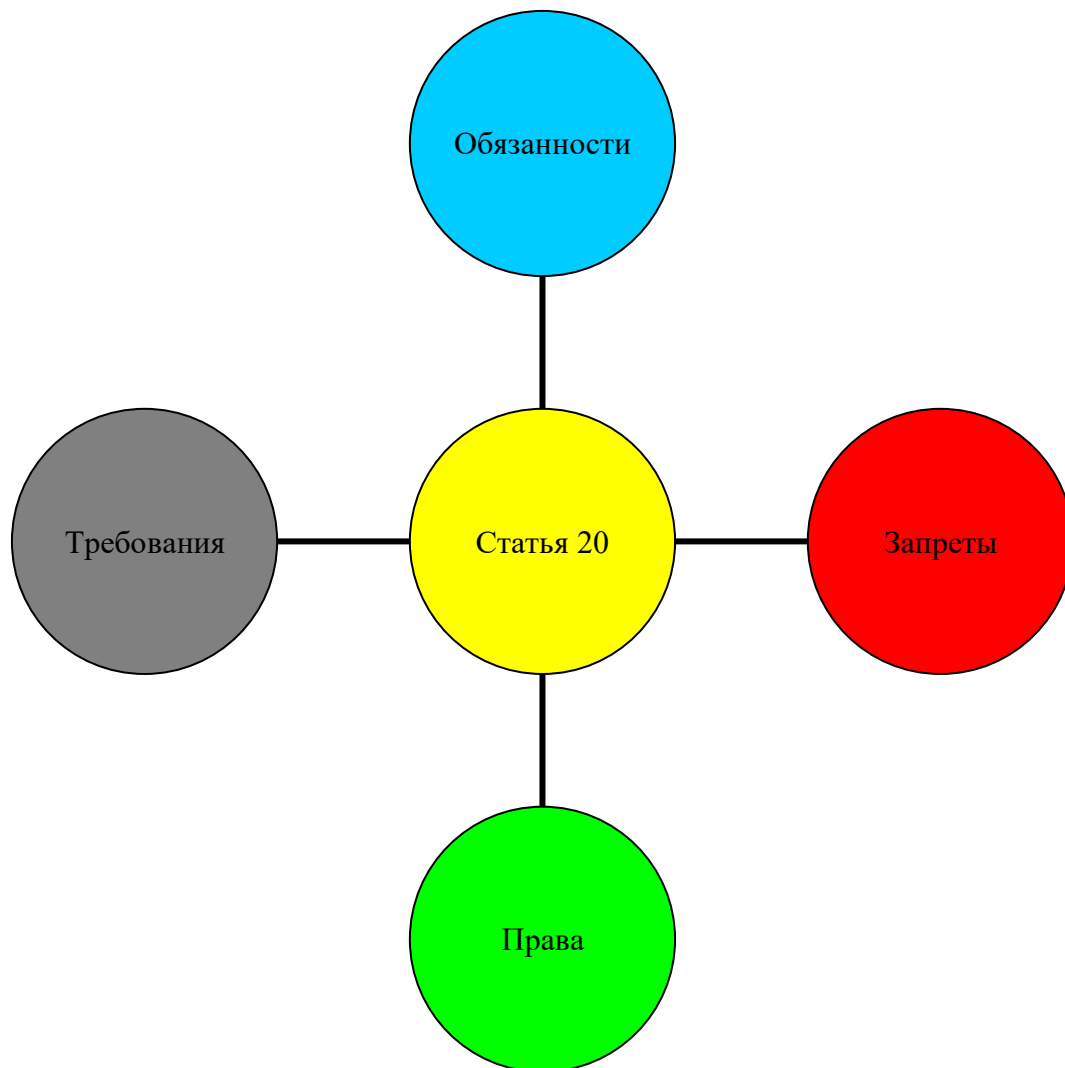 Обязанности
Требования
Статья 20
Запреты
Права